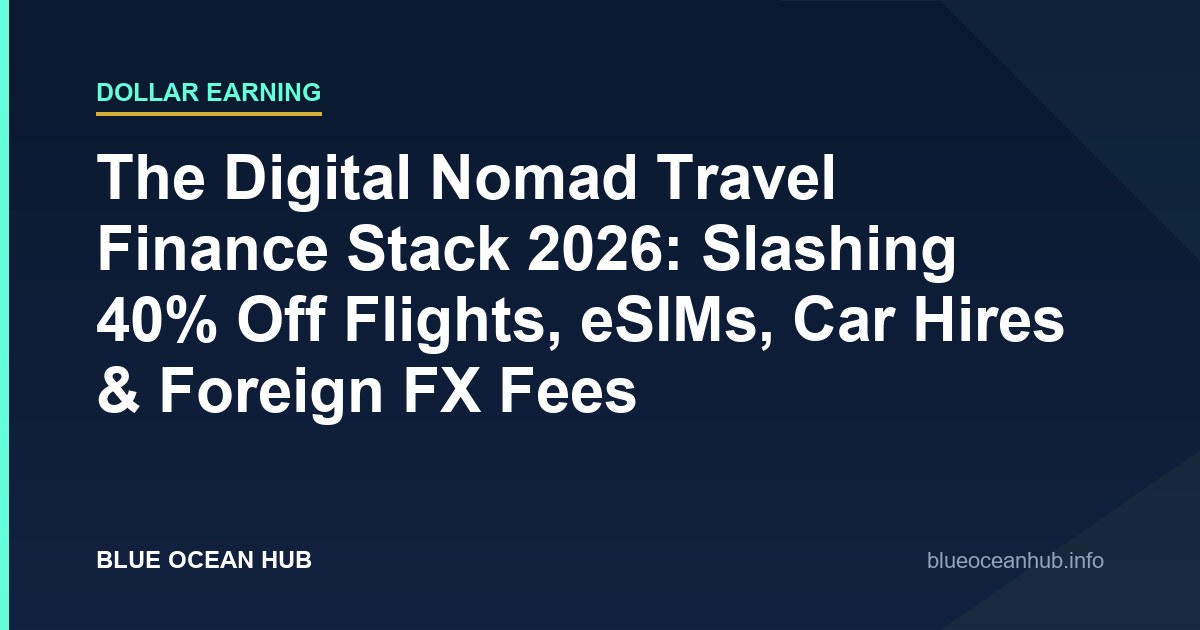 DOLLAR EARNING
The Digital Nomad Travel
Finance Stack 2026: Slashing
40% Off Flights, eSIMs, Car Hires
& Foreign FX Fees
BLUE OCEAN HUB
blueoceanhub.info